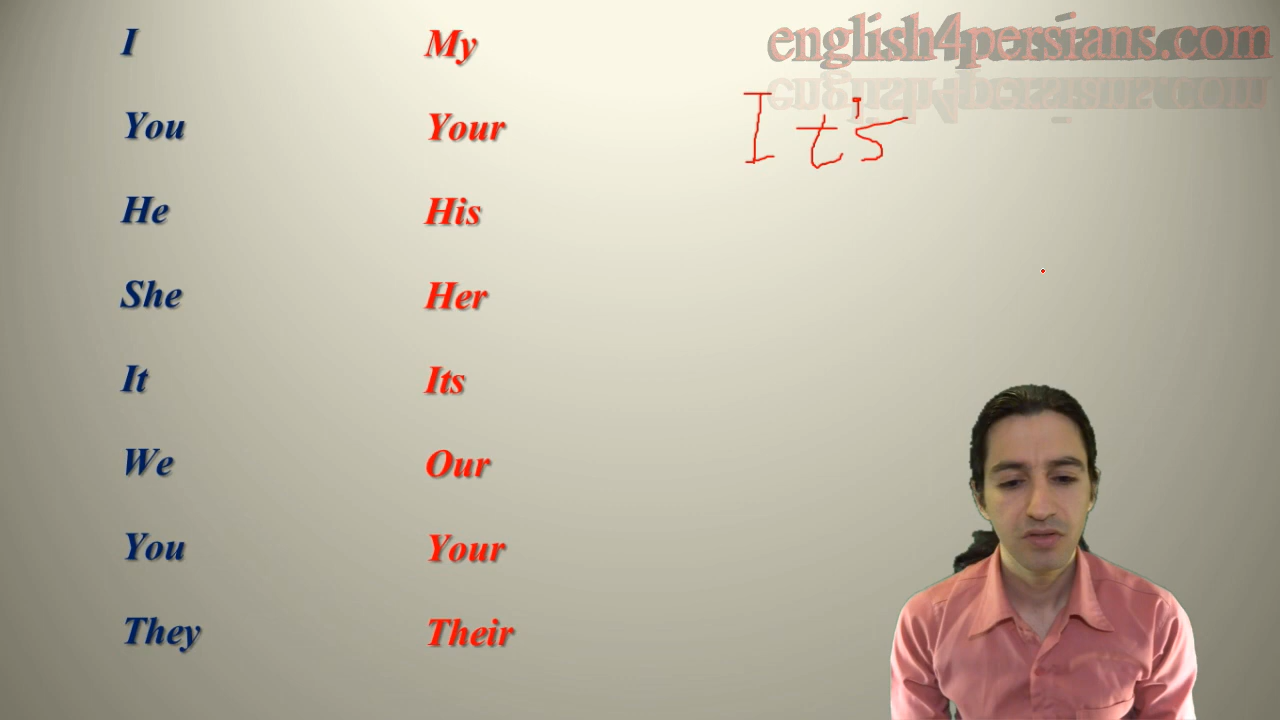 I My
You Your
He His
She Her
It Its
We Our
You Your
They Their
english4persians.com
It's